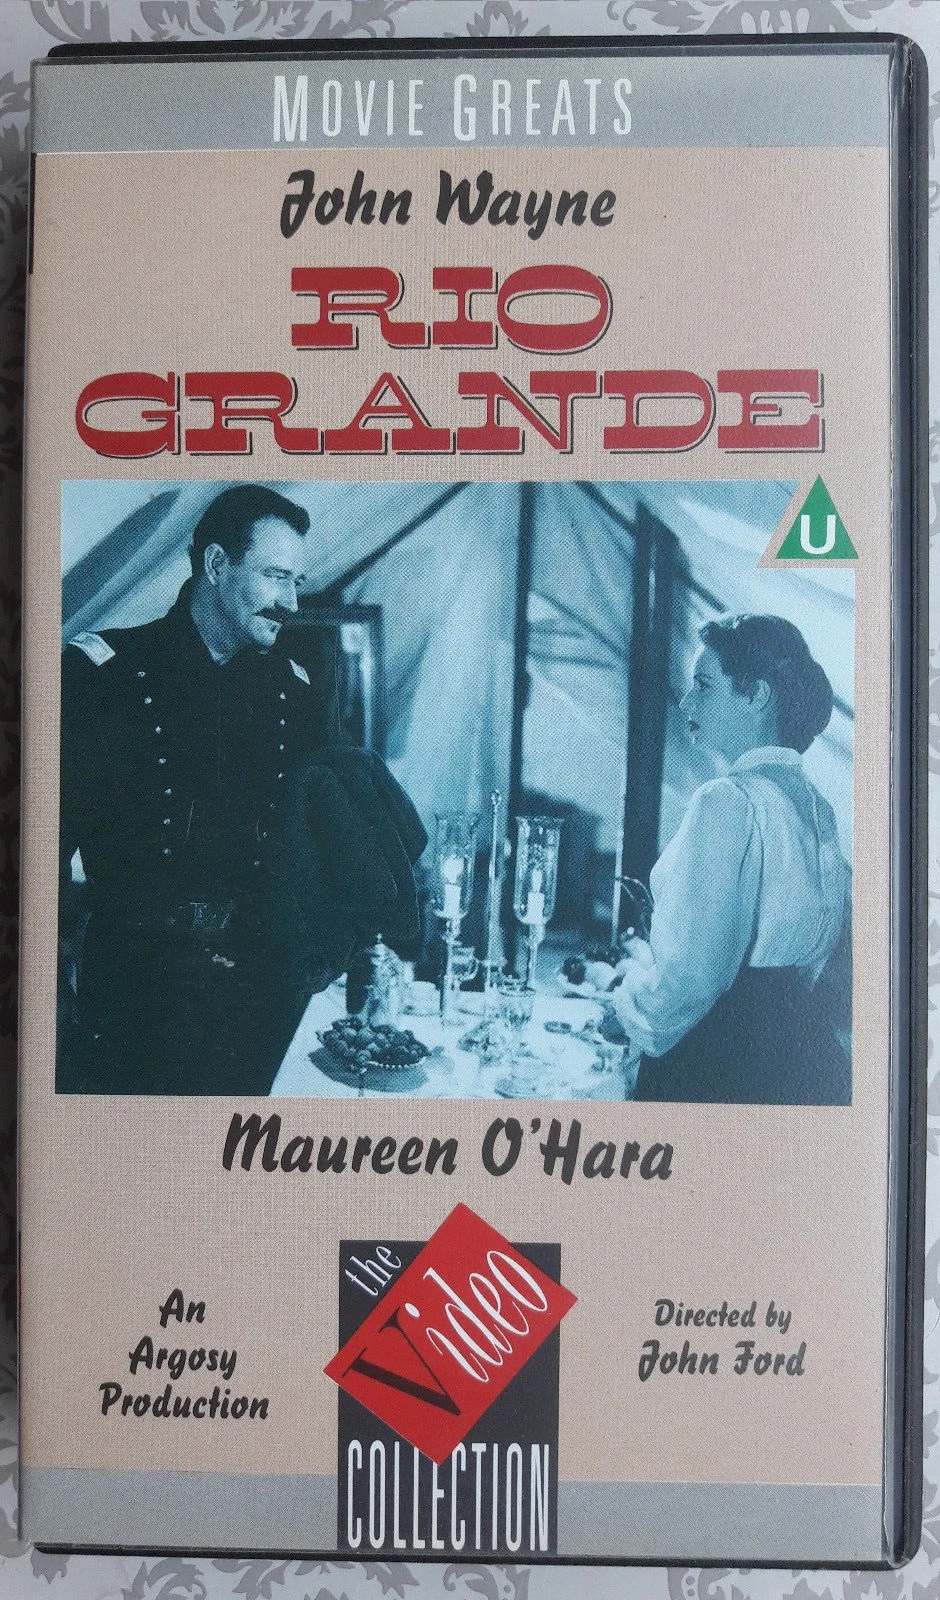 MOVIE GREATS
John Wayne
RIO
GRANDE
U
Maureen O'Hara
the
Video
COLLECTION
An
Argosy
Production
Directed by
John Ford